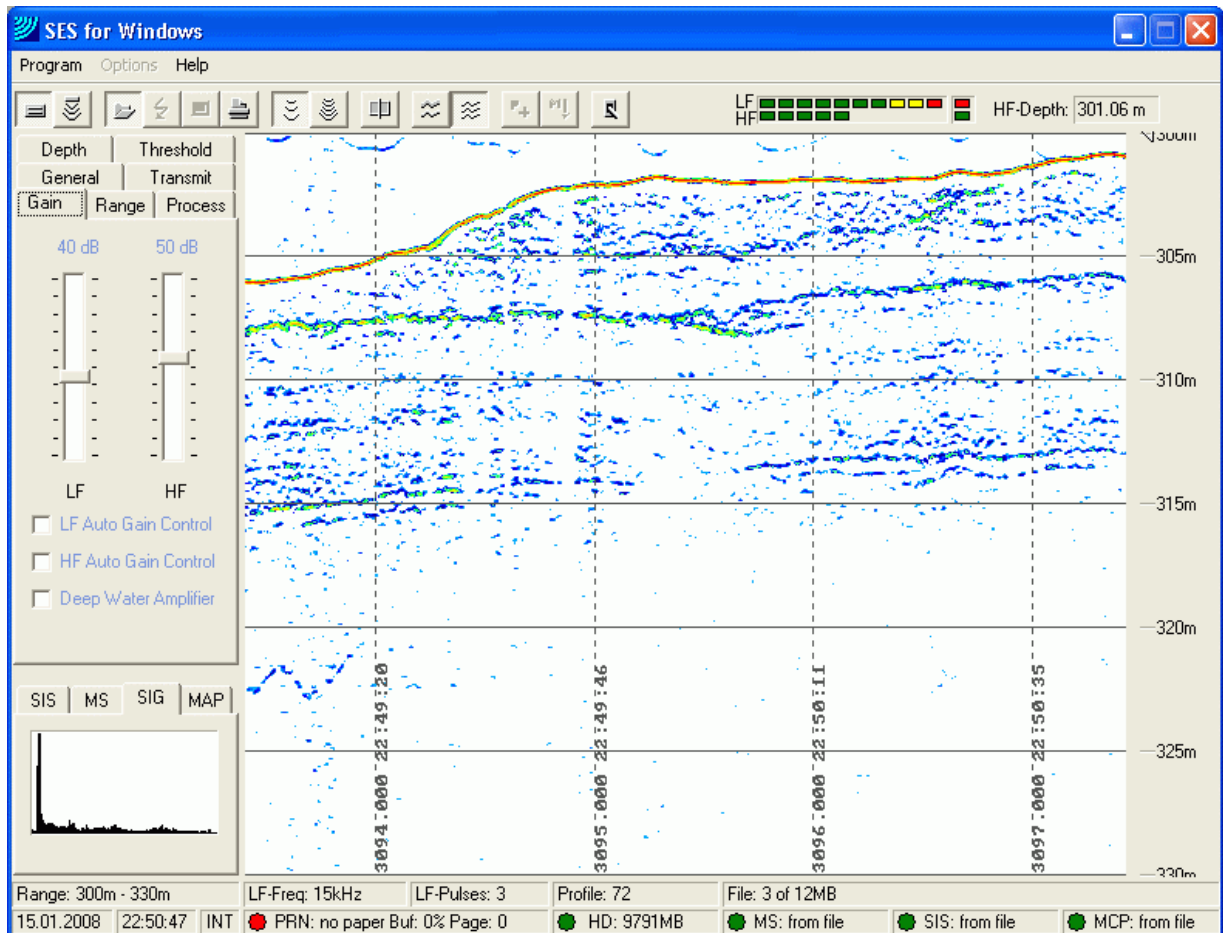 SES for Windows
Program Options Help
LF
HF
HF-Depth: 301.06 m
Depth Threshold
General Transmit
Gain Range Process
40 dB 50 dB
LF HF
LF Auto Gain Control
HF Auto Gain Control
Deep Water Amplifier
SIS MS SIG MAP
300m
305m
310m
315m
320m
325m
330m
3094.000 22:49:20
3095.000 22:49:46
3096.000 22:50:11
3097.000 22:50:35
Range: 300m - 330m LF-Freq: 15kHz LF-Pulses: 3 Profile: 72 File: 3 of 12MB
15.01.2008 22:50:47 INT PRN: no paper Buf: 0% Page: 0 HD: 9791MB MS: from file SIS: from file MCP: from file